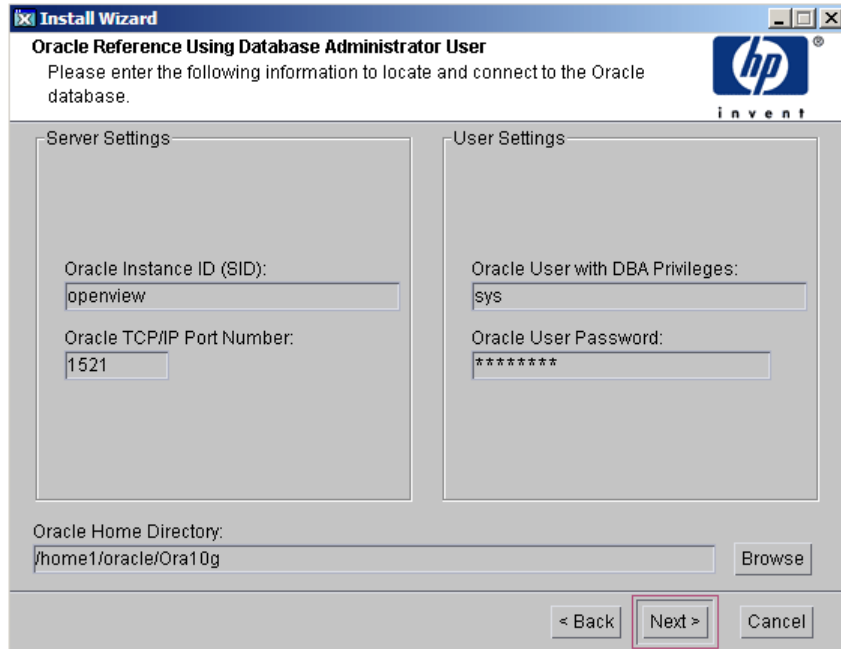 Install Wizard
Oracle Reference Using Database Administrator User
Please enter the following information to locate and connect to the Oracle
database.
hp
®
invent
Server Settings
Oracle Instance ID (SID):
openview
Oracle TCP/IP Port Number:
1521
User Settings
Oracle User with DBA Privileges:
sys
Oracle User Password:
********
Oracle Home Directory:
/home1/oracle/Ora10g
Browse
< Back
Next >
Cancel